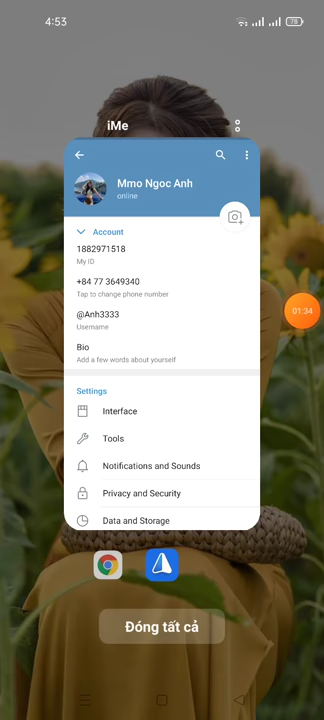 4:53
78
iMe
Mmo Ngoc Anh
online
Account
1882971518
My ID
+84 77 3649340
Tap to change phone number
@Anh3333
Username
Bio
Add a few words about yourself
Settings
Interface
Tools
Notifications and Sounds
Privacy and Security
Data and Storage
01:34
Đóng tất cả